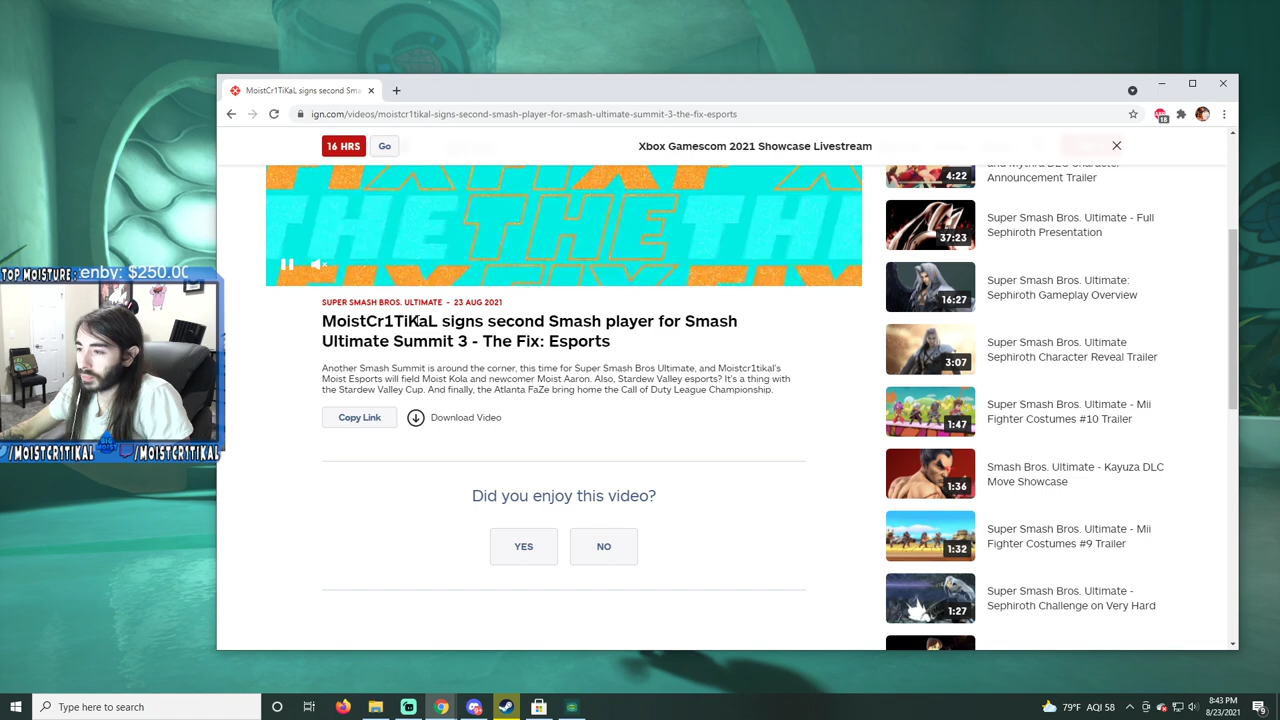 MoistCr1TiKaL signs second Sma
ign.com/videos/moistcr1tikal-signs-second-smash-player-for-smash-ultimate-summit-3-the-fix-esports
18
16 HRS
Go
Xbox Gamescom 2021 Showcase Livestream
THE THE THE
SUPER SMASH BROS. ULTIMATE - 23 AUG 2021
MoistCr1TiKaL signs second Smash player for Smash
Ultimate Summit 3 - The Fix: Esports
Another Smash Summit is around the corner, this time for Super Smash Bros Ultimate, and Moistcr1tikal's
Moist Esports will field Moist Kola and newcomer Moist Aaron. Also, Stardew Valley esports? It's a thing with
the Stardew Valley Cup. And finally, the Atlanta FaZe bring home the Call of Duty League Championship.
Copy Link
Download Video
Did you enjoy this video?
YES
NO
and Mythra DLC Character
Announcement Trailer
4:22
Super Smash Bros. Ultimate - Full
Sephiroth Presentation
37:23
Super Smash Bros. Ultimate:
Sephiroth Gameplay Overview
16:27
Super Smash Bros. Ultimate
Sephiroth Character Reveal Trailer
3:07
Super Smash Bros. Ultimate - Mii
Fighter Costumes #10 Trailer
1:47
Smash Bros. Ultimate - Kayuza DLC
Move Showcase
1:36
Super Smash Bros. Ultimate - Mii
Fighter Costumes #9 Trailer
1:32
Super Smash Bros. Ultimate -
Sephiroth Challenge on Very Hard
1:27
TOP MOISTURE : enby: $250.00
BIG MOIST
/MOISTCR1TIKAL
/MOISTCR1TIKAL
Type here to search
79°F AQI 58
8:43 PM
8/23/2021